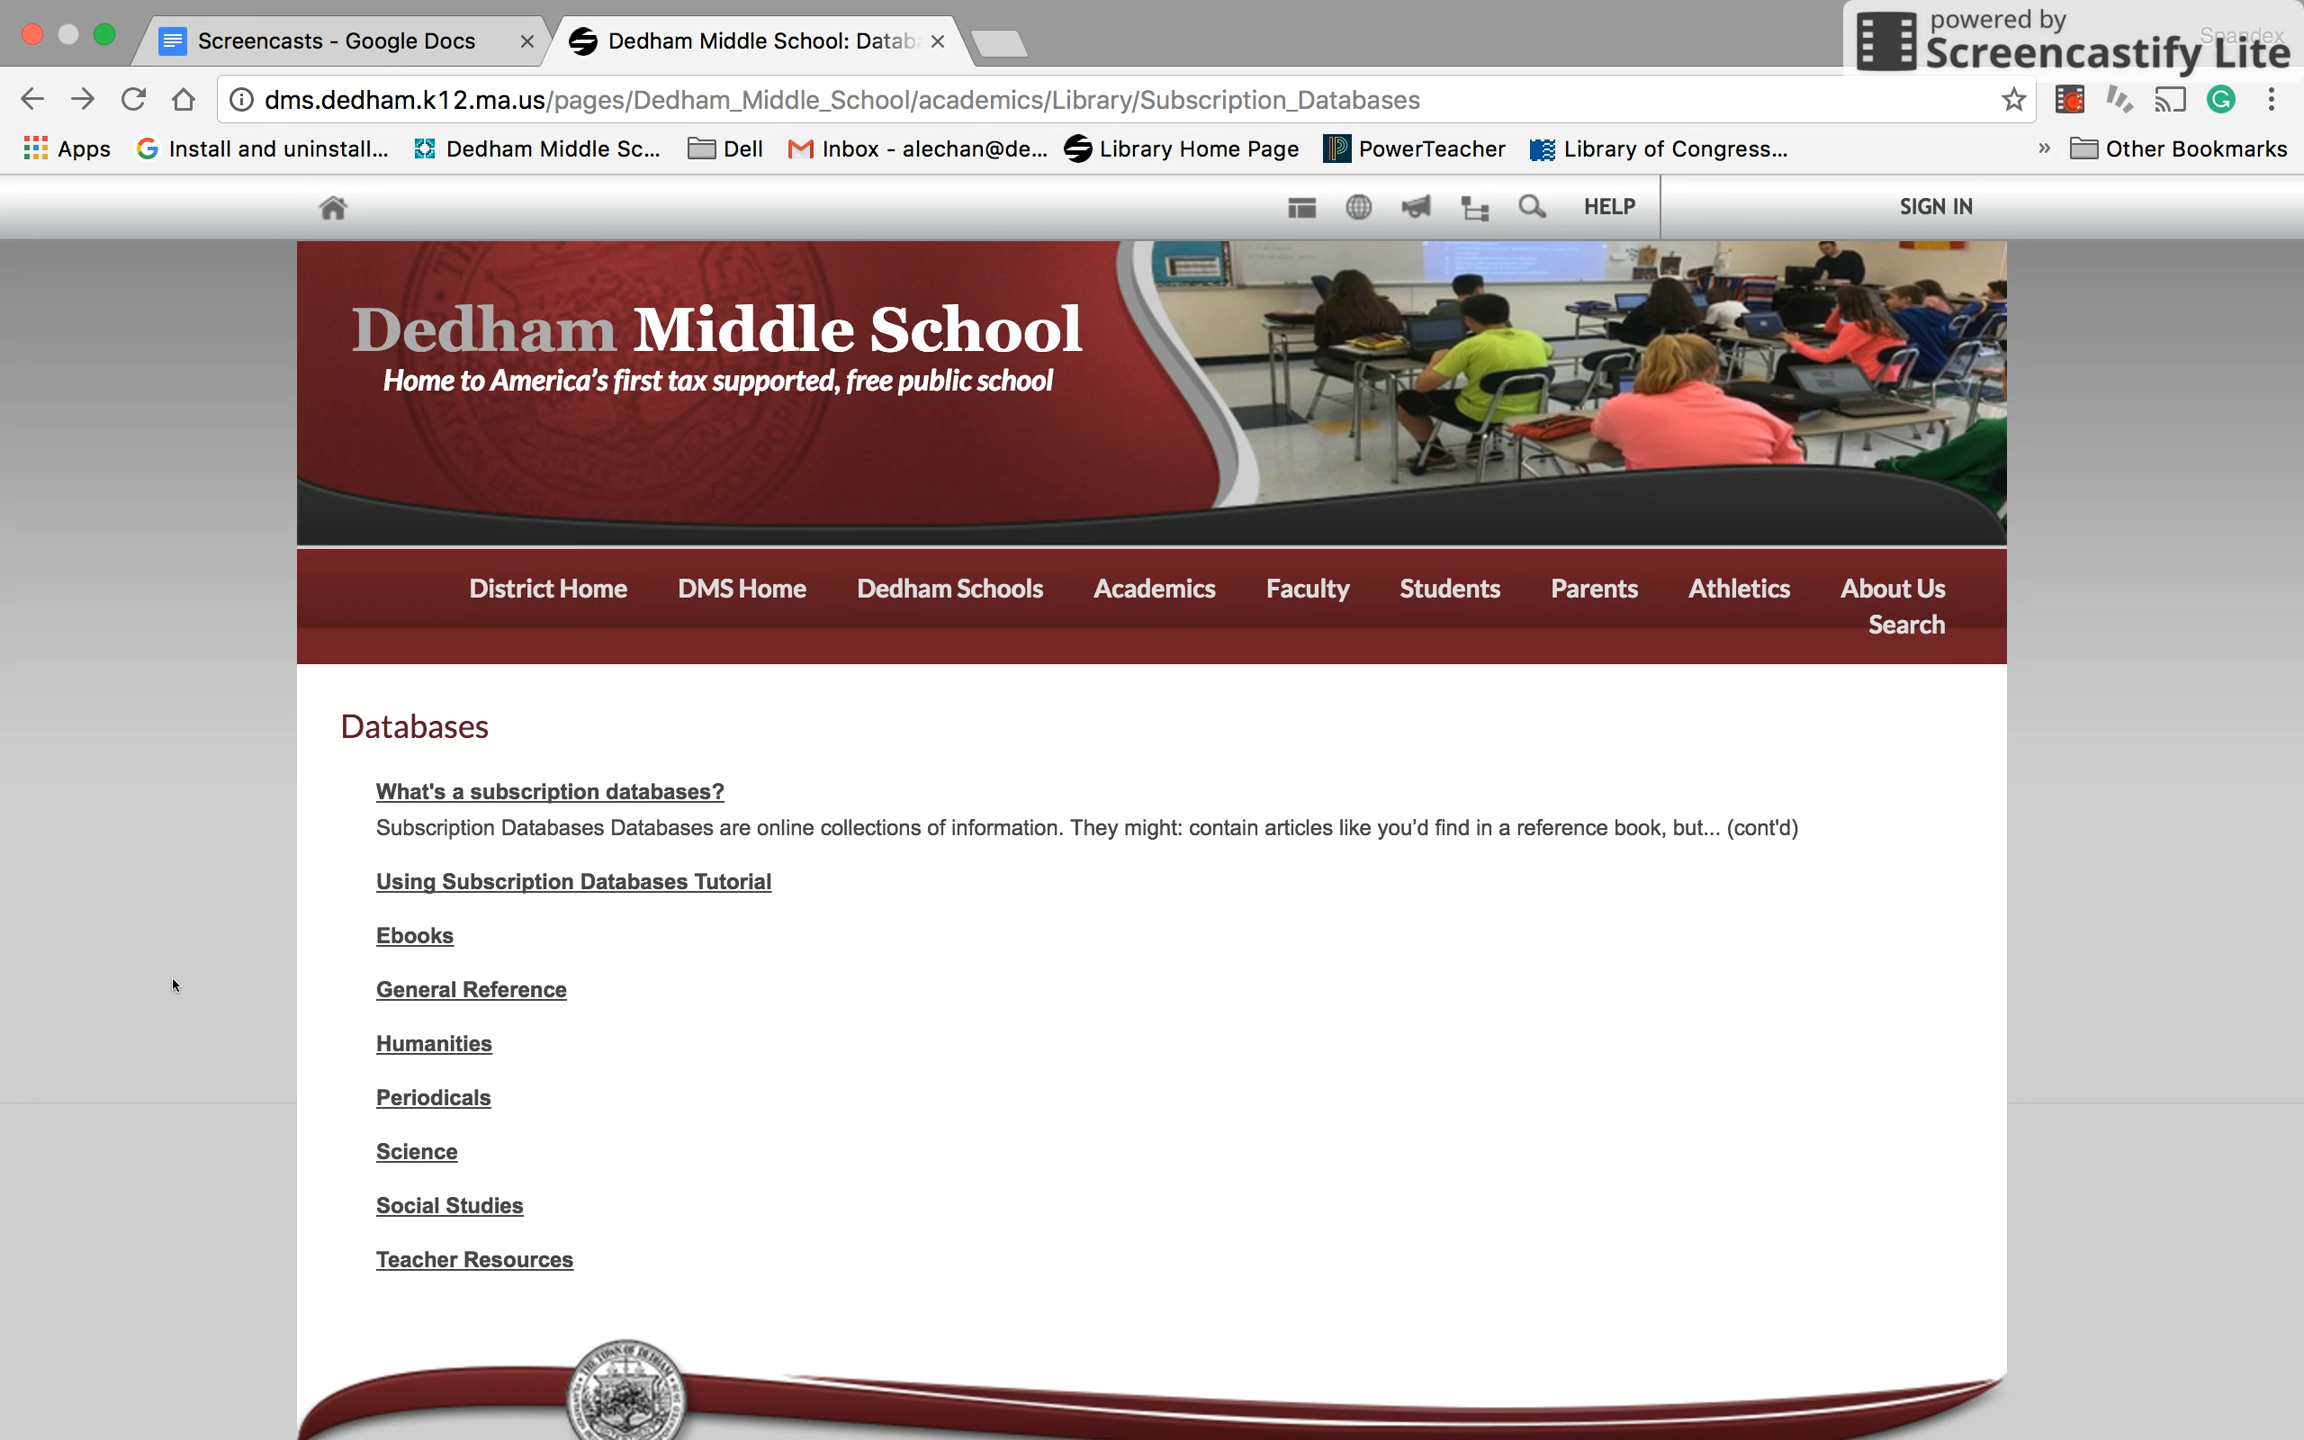 Screencasts - Google Docs
Dedham Middle School: Datab
powered by
Screencastify Lite
Spandex
dms.dedham.k12.ma.us/pages/Dedham_Middle_School/academics/Library/Subscription_Databases
Apps
Install and uninstall...
Dedham Middle Sc...
Dell
Inbox - alechan@de...
Library Home Page
PowerTeacher
Library of Congress...
»
Other Bookmarks
HELP
SIGN IN
Dedham Middle School
Home to America's first tax supported, free public school
District Home
DMS Home
Dedham Schools
Academics
Faculty
Students
Parents
Athletics
About Us
Search
Databases
What's a subscription databases?
Subscription Databases Databases are online collections of information. They might: contain articles like you'd find in a reference book, but... (cont'd)
Using Subscription Databases Tutorial
Ebooks
General Reference
Humanities
Periodicals
Science
Social Studies
Teacher Resources
THE TOWN OF DEDHAM